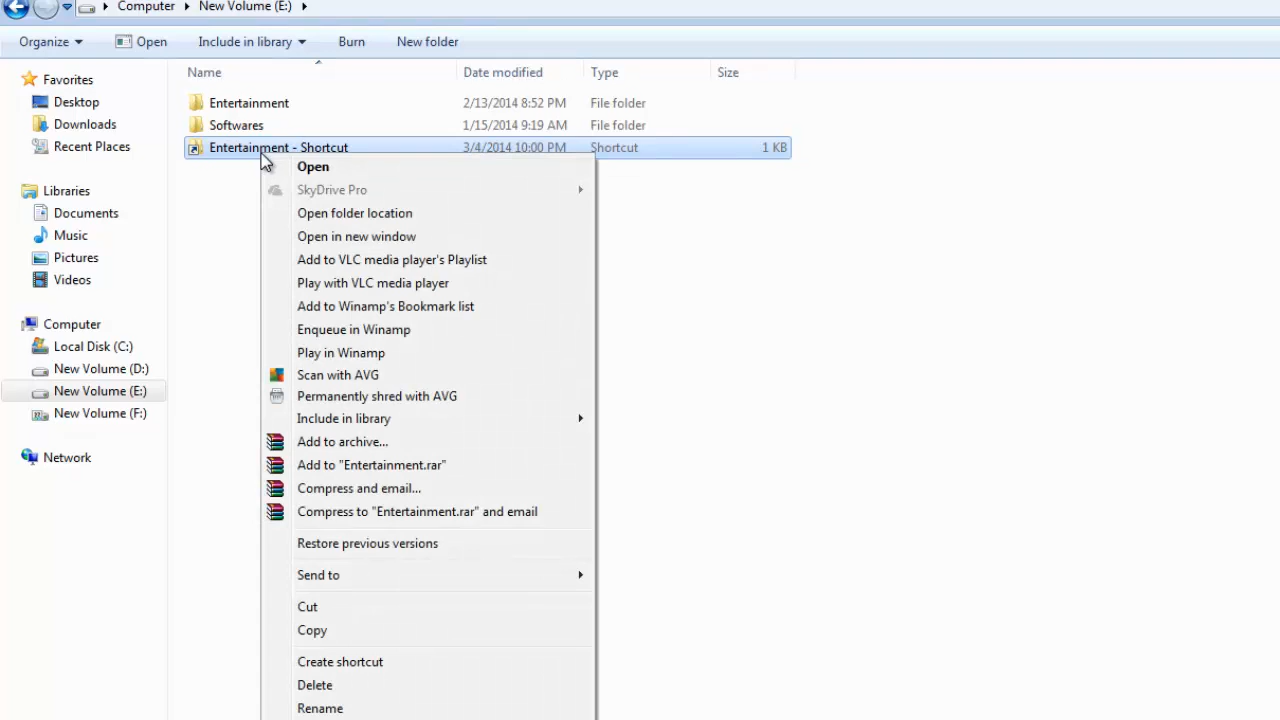 Computer New Volume (E:)
Organize Open Include in library Burn New folder
Name Date modified Type Size
Favorites
Desktop
Downloads
Recent Places
Libraries
Documents
Music
Pictures
Videos
Computer
Local Disk (C:)
New Volume (D:)
New Volume (E:)
New Volume (F:)
Network
Entertainment 2/13/2014 8:52 PM File folder
Softwares 1/15/2014 9:19 AM File folder
Entertainment - Shortcut 3/4/2014 10:00 PM Shortcut 1 KB
Open
SkyDrive Pro
Open folder location
Open in new window
Add to VLC media player's Playlist
Play with VLC media player
Add to Winamp's Bookmark list
Enqueue in Winamp
Play in Winamp
Scan with AVG
Permanently shred with AVG
Include in library
Add to archive...
Add to "Entertainment.rar"
Compress and email...
Compress to "Entertainment.rar" and email
Restore previous versions
Send to
Cut
Copy
Create shortcut
Delete
Rename